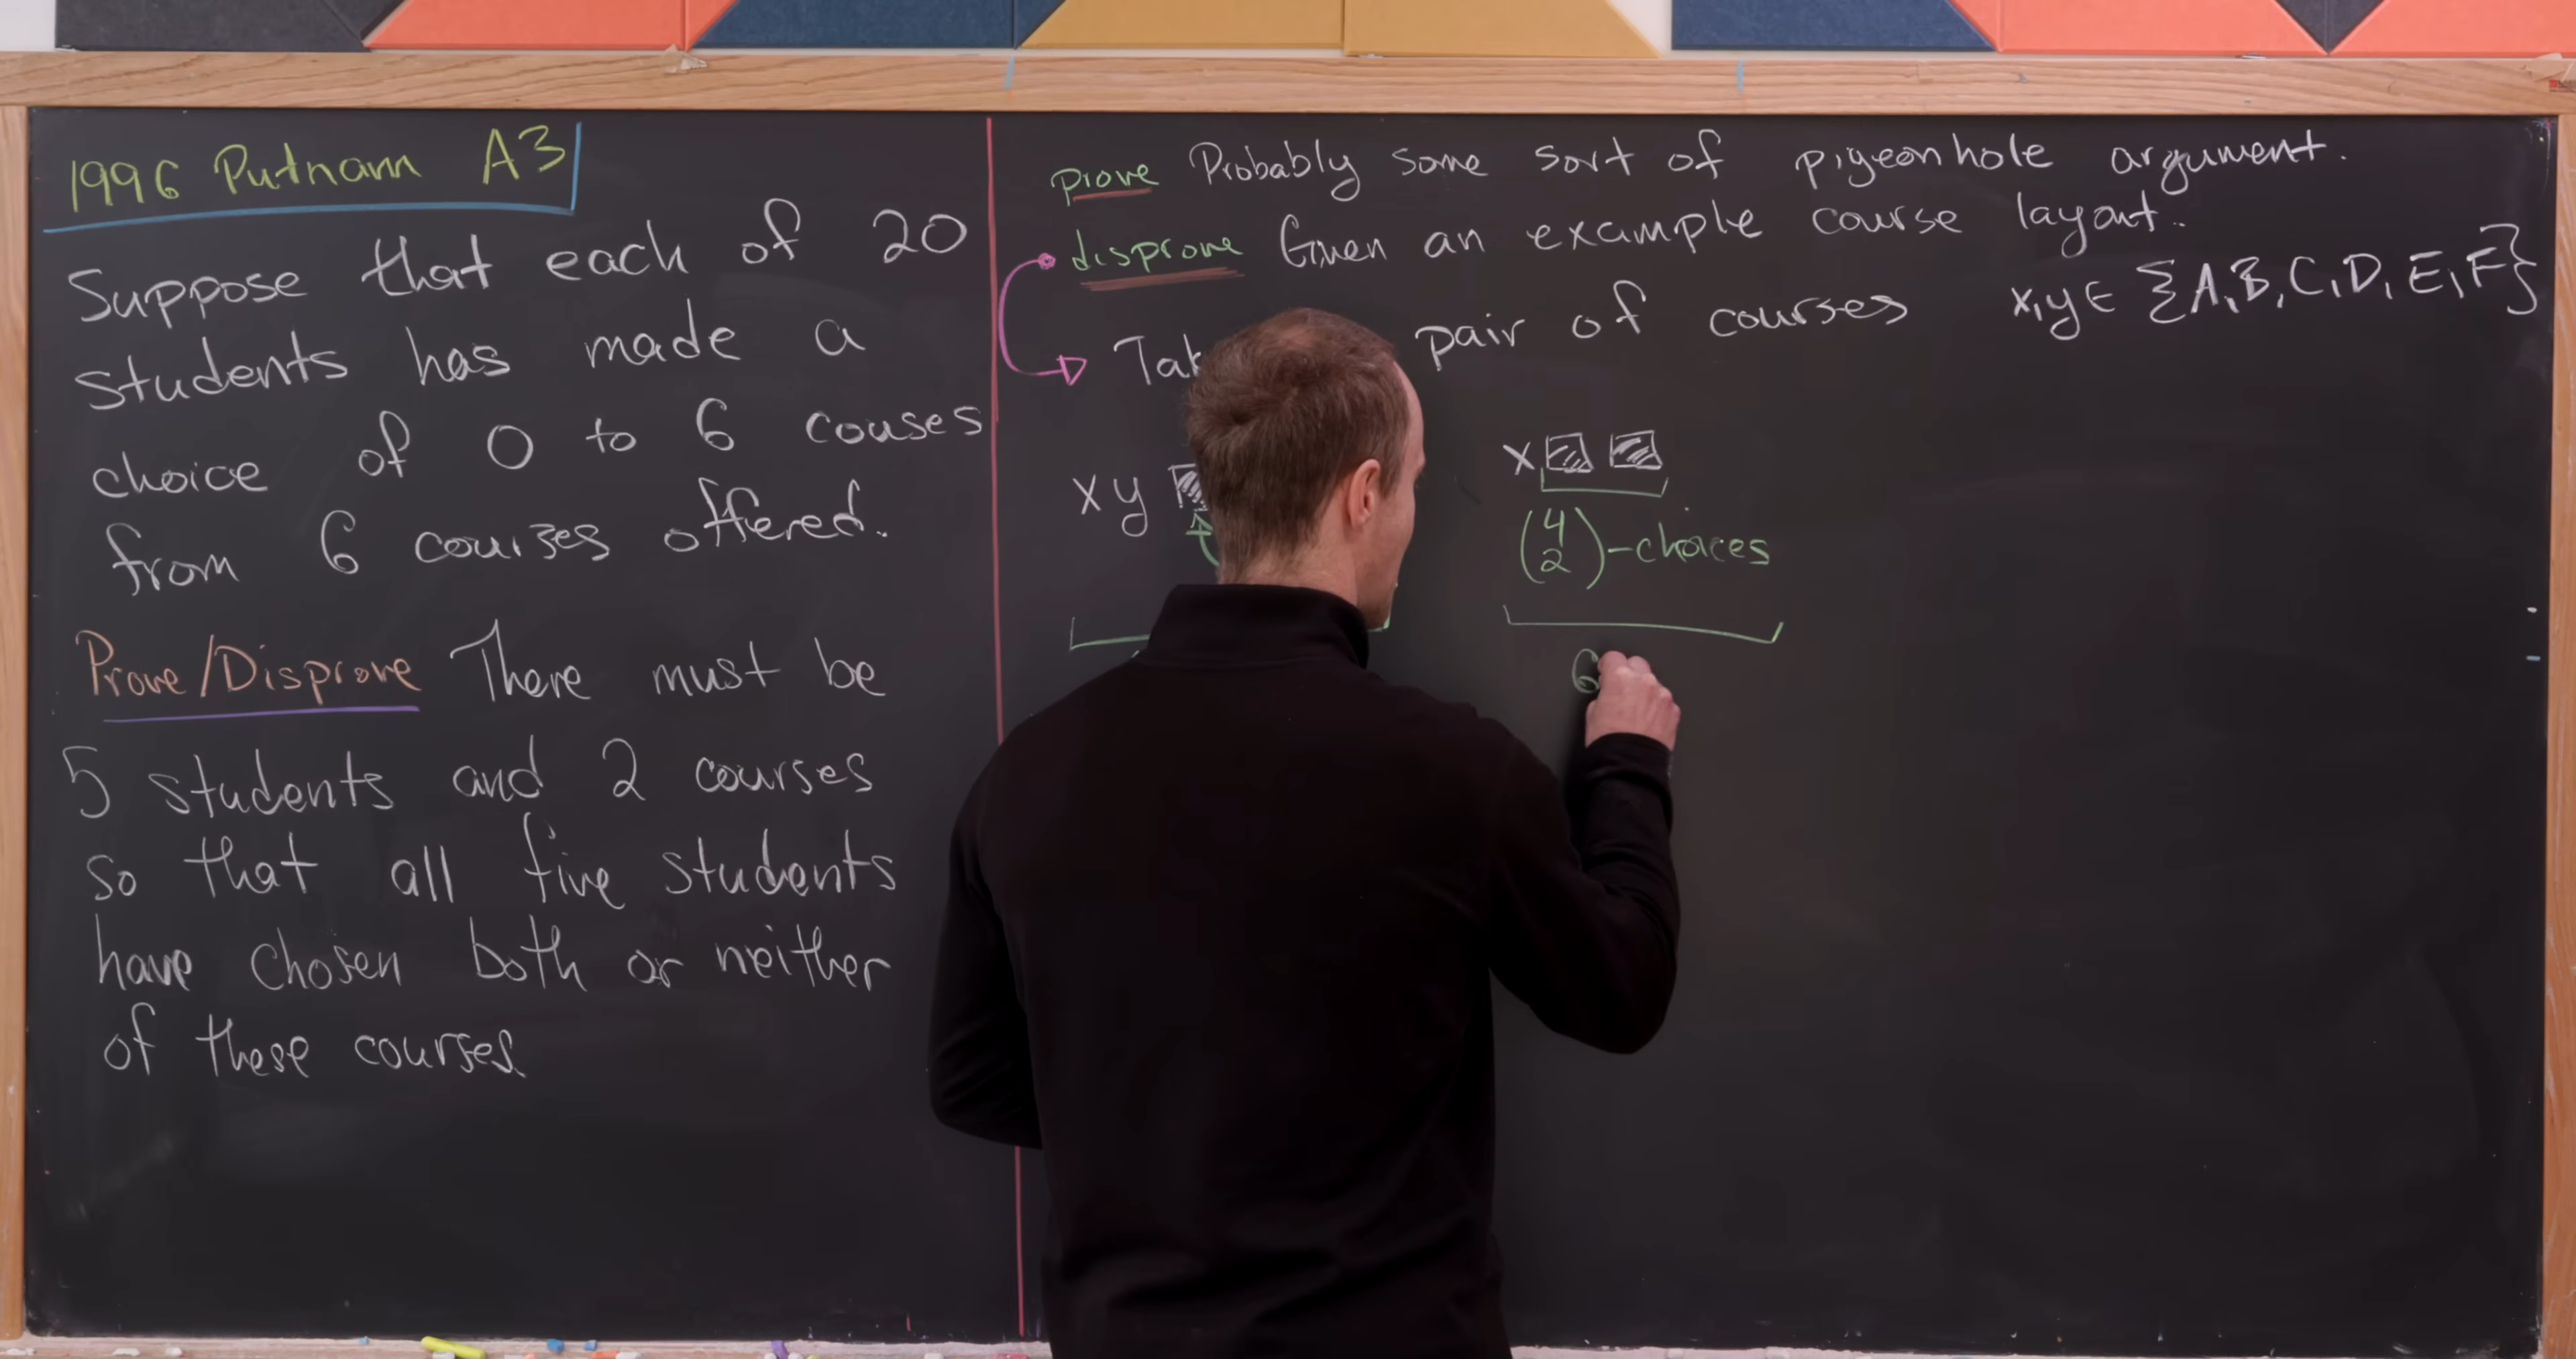 1996 Putnam A3
Suppose that each of 20
students has made a
choice of 0 to 6 couses
from 6 courses offered.
Prove/Disprove There must be
5 students and 2 courses
so that all five students
have chosen both or neither
of these courses
prove Probably some sort of pigeonhole argument.
disprove Given an example course layout.
pair of courses x,y ∈ {A,B,C,D,E,F}
xy
x
(4 2)-choices
6